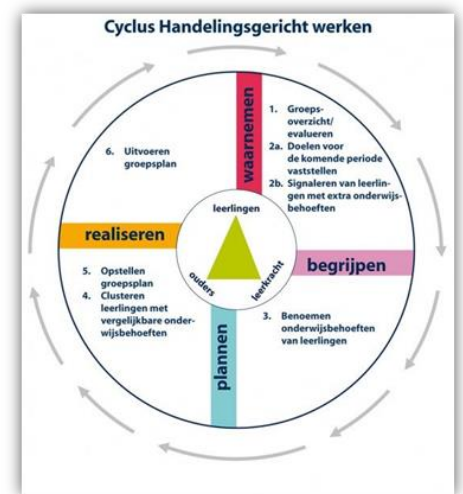 Cyclus Handelingsgericht werken
waarnemen
1. Groeps-
overzicht/
evalueren
2a. Doelen voor
de komende periode
vaststellen
2b. Signaleren van leerlin-
gen met extra onderwijs-
behoeften
begrijpen
3. Benoemen
onderwijsbehoeften
van leerlingen
plannen
5. Opstellen
groepsplan
4. Clusteren
leerlingen met
vergelijkbare onder-
wijsbehoeften
realiseren
6. Uitvoeren
groepsplan
leerlingen
ouders
leerkracht